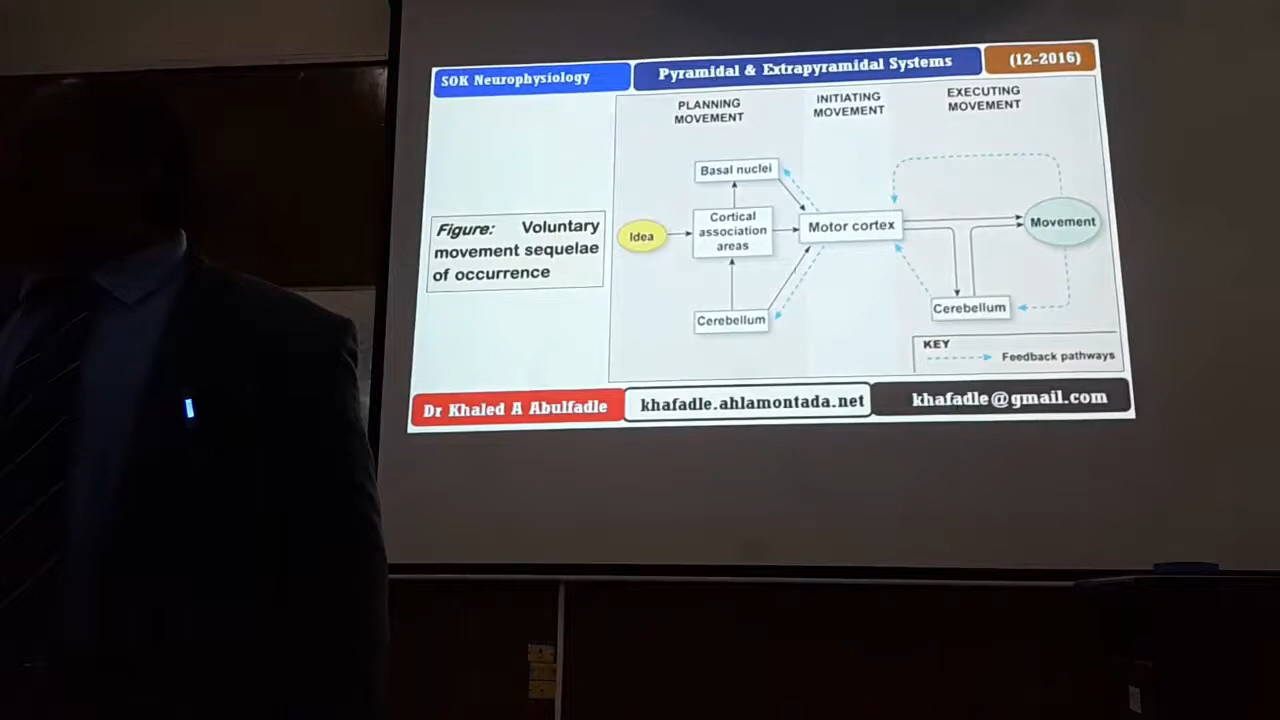 SOK Neurophysiology
Pyramidal & Extrapyramidal Systems
(12-2016)
PLANNING
MOVEMENT
INITIATING
MOVEMENT
EXECUTING
MOVEMENT
Figure: Voluntary
movement sequelae
of occurrence
Basal nuclei
Idea
Cortical
association
areas
Motor cortex
Movement
Cerebellum
Cerebellum
KEY
Feedback pathways
Dr Khaled A Abulfadle
khafadle.ahlamontada.net
khafadle@gmail.com